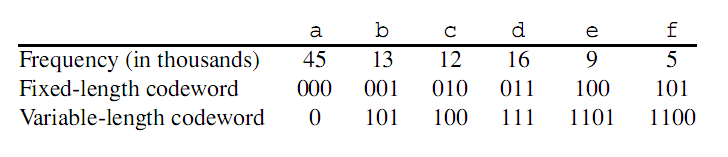 a b c d e f
Frequency (in thousands) 45 13 12 16 9 5
Fixed-length codeword 000 001 010 011 100 101
Variable-length codeword 0 101 100 111 1101 1100